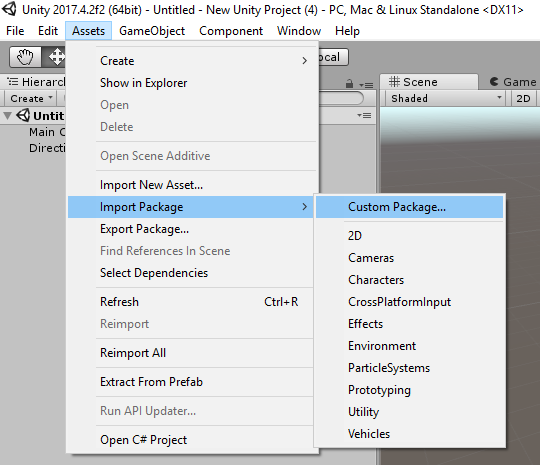 Unity 2017.4.2f2 (64bit) - Untitled - New Unity Project (4) - PC, Mac & Linux Standalone <DX11>
File Edit Assets GameObject Component Window Help
Hierarch
Create
Untit
Main C
Directi
Create
Show in Explorer
Open
Delete
Open Scene Additive
Import New Asset...
Import Package
Export Package...
Find References In Scene
Select Dependencies
Refresh Ctrl+R
Reimport
Reimport All
Extract From Prefab
Run API Updater...
Open C# Project
Custom Package...
2D
Cameras
Characters
CrossPlatformInput
Effects
Environment
ParticleSystems
Prototyping
Utility
Vehicles
ocal
Scene Game
Shaded 2D